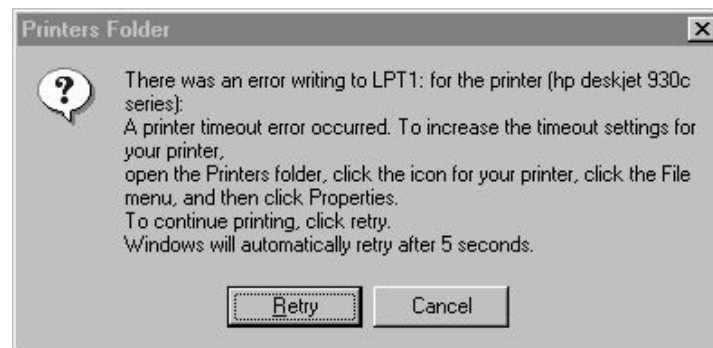 Printers Folder
There was an error writing to LPT1: for the printer (hp deskjet 930c
series):
A printer timeout error occurred. To increase the timeout settings for
your printer,
open the Printers folder, click the icon for your printer, click the File
menu, and then click Properties.
To continue printing, click retry.
Windows will automatically retry after 5 seconds.
Retry
Cancel